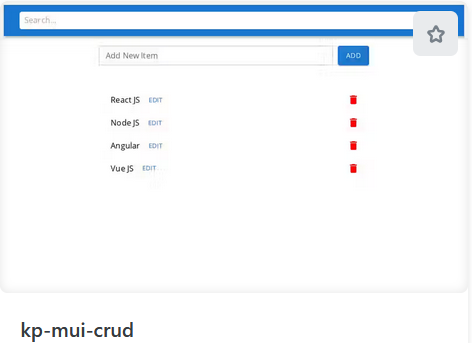 Search...
Add New Item
ADD
React JS EDIT
Node JS EDIT
Angular EDIT
Vue JS EDIT
kp-mui-crud